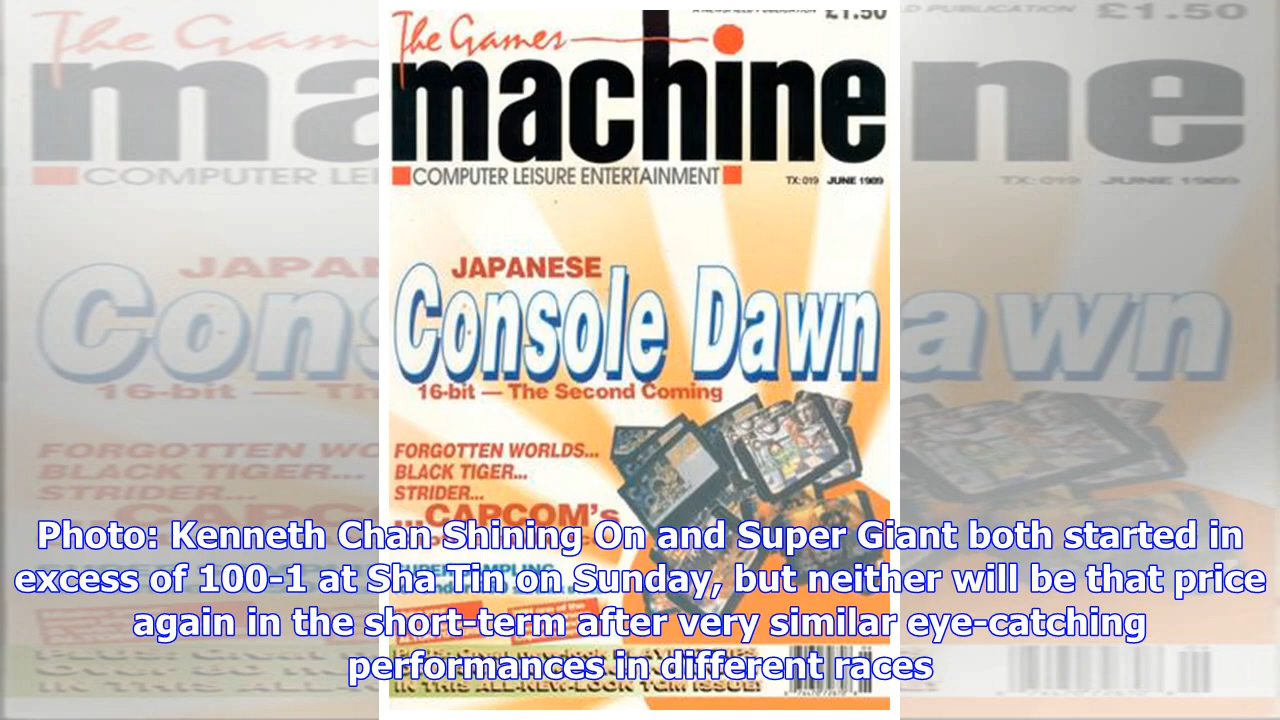 A NEWSFIELD PUBLICATION £1.50
The Games
machine
COMPUTER LEISURE ENTERTAINMENT TX: 019 JUNE 1989
JAPANESE
Console Dawn
16-bit — The Second Coming
FORGOTTEN WORLDS...
BLACK TIGER...
STRIDER...
...CAPCOM's
Photo: Kenneth Chan Shining On and Super Giant both started in
excess of 100-1 at Sha Tin on Sunday, but neither will be that price
again in the short-term after very similar eye-catching
performances in different races
IN THIS ALL-NEW-LOOK TGM ISSUE!